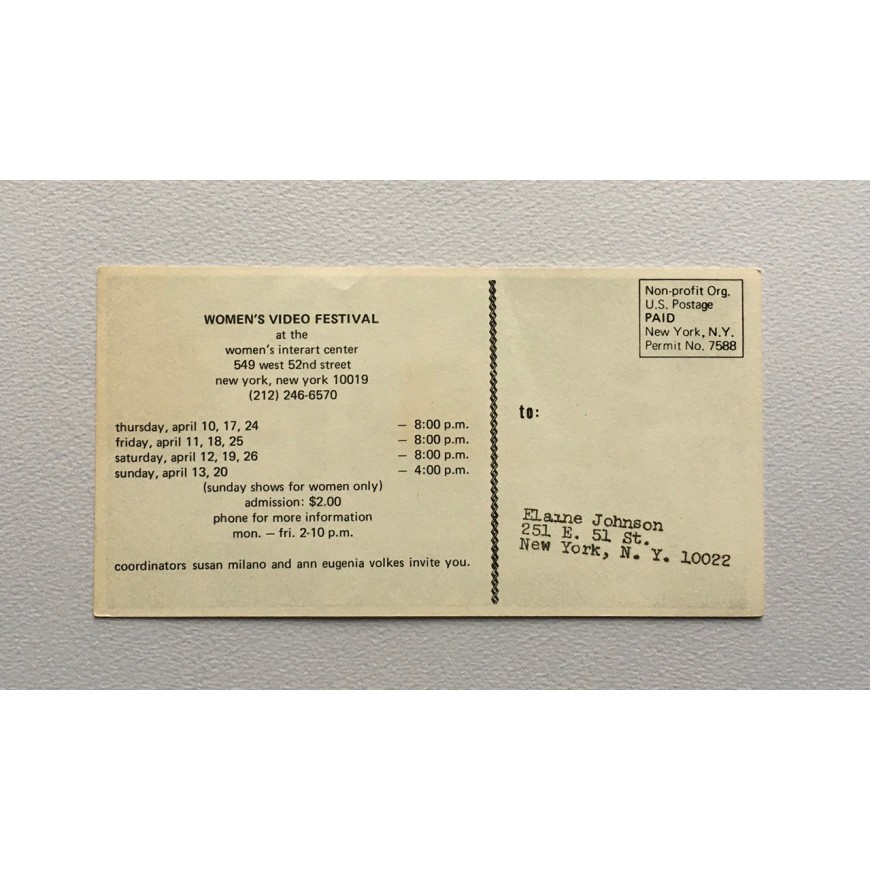 WOMEN'S VIDEO FESTIVAL
at the
women's interart center
549 west 52nd street
new york, new york 10019
(212) 246-6570
thursday, april 10, 17, 24 – 8:00 p.m.
friday, april 11, 18, 25 – 8:00 p.m.
saturday, april 12, 19, 26 – 8:00 p.m.
sunday, april 13, 20 – 4:00 p.m.
(sunday shows for women only)
admission: $2.00
phone for more information
mon. – fri. 2-10 p.m.
coordinators susan milano and ann eugenia volkes invite you.
Non-profit Org.
U.S. Postage
PAID
New York, N.Y.
Permit No. 7588
to:
Elaine Johnson
251 E. 51 St.
New York, N. Y. 10022